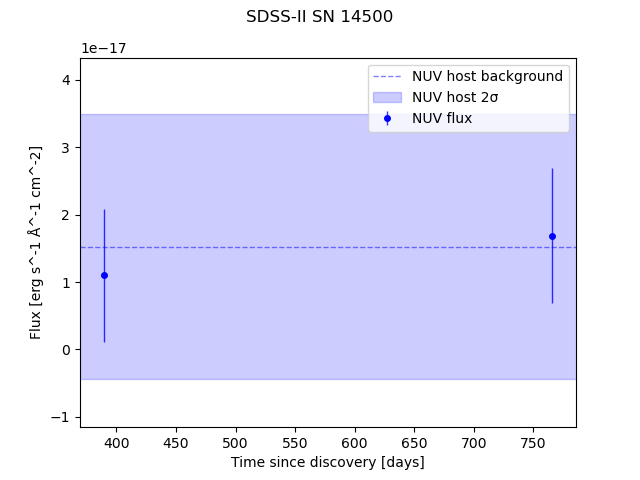 SDSS-II SN 14500
1e−17
NUV host background
NUV host 2σ
NUV flux
4
3
2
1
0
−1
Flux [erg s^-1 Å^-1 cm^-2]
400 450 500 550 600 650 700 750
Time since discovery [days]